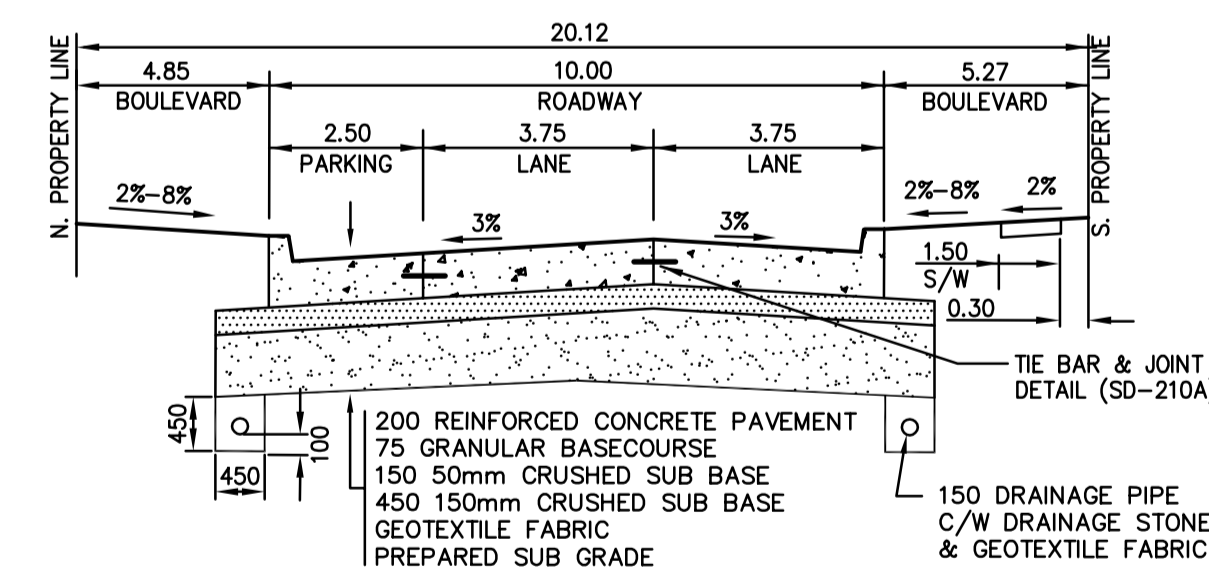 20.12
4.85
10.00
5.27
BOULEVARD
ROADWAY
BOULEVARD
N. PROPERTY LINE
S. PROPERTY LINE
2.50
3.75
3.75
PARKING
LANE
LANE
2%-8%
2%-8%
2%
3%
3%
1.50
S/W
0.30
TIE BAR & JOINT
DETAIL (SD-210A)
450
100
450
200 REINFORCED CONCRETE PAVEMENT
75 GRANULAR BASECOURSE
150 50mm CRUSHED SUB BASE
450 150mm CRUSHED SUB BASE
GEOTEXTILE FABRIC
PREPARED SUB GRADE
150 DRAINAGE PIPE
C/W DRAINAGE STONE
& GEOTEXTILE FABRIC